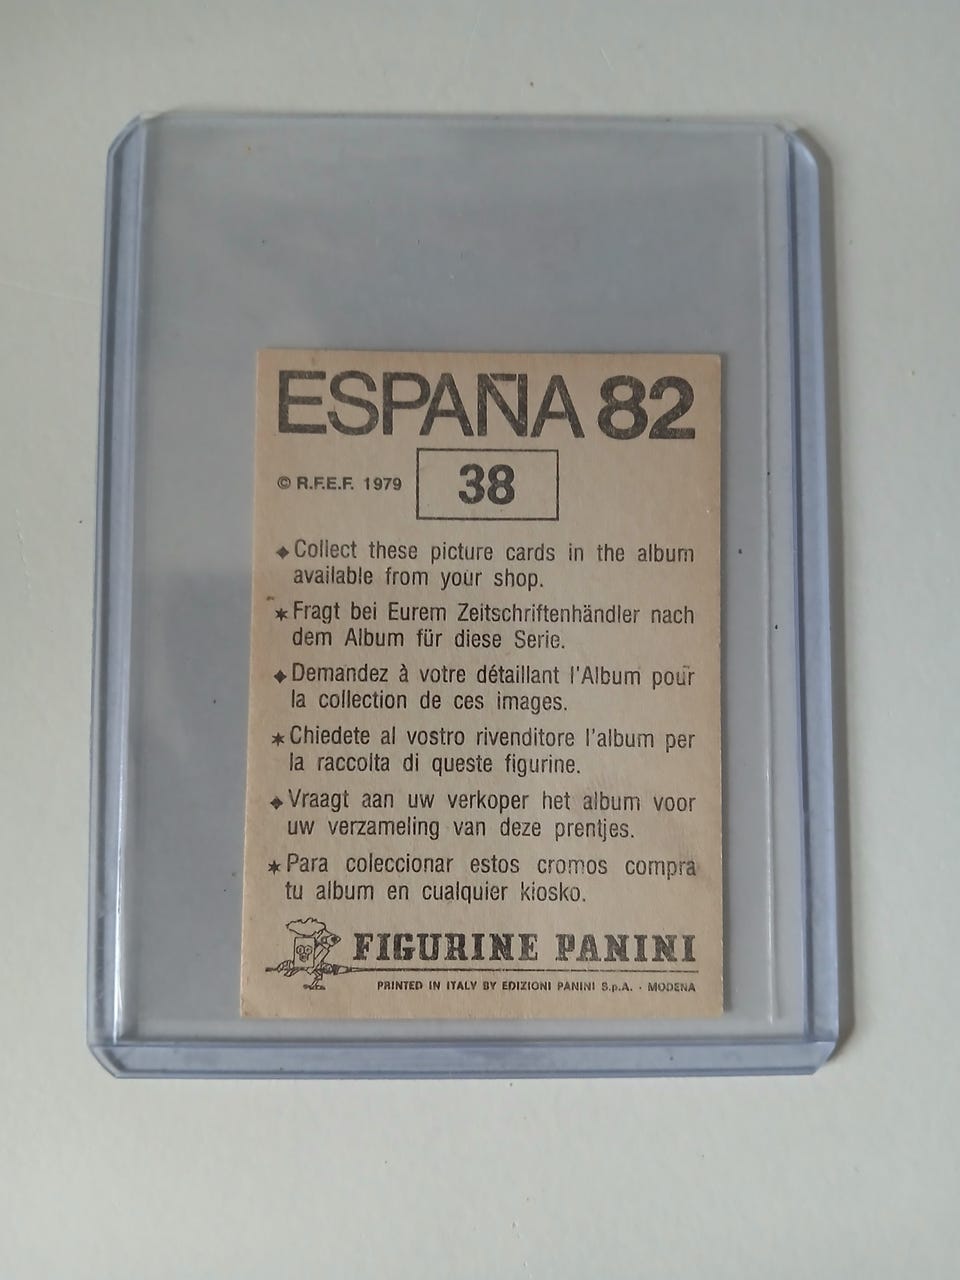 ESPAÑA 82
© R.F.E.F. 1979
38
◆ Collect these picture cards in the album
available from your shop.
✶ Fragt bei Eurem Zeitschriftenhändler nach
dem Album für diese Serie.
◆ Demandez à votre détaillant l'Album pour
la collection de ces images.
✶ Chiedete al vostro rivenditore l'album per
la raccolta di queste figurine.
◆ Vraagt aan uw verkoper het album voor
uw verzameling van deze prentjes.
✶ Para coleccionar estos cromos compra
tu album en cualquier kiosko.
FIGURINE PANINI
PRINTED IN ITALY BY EDIZIONI PANINI S.p.A. - MODENA